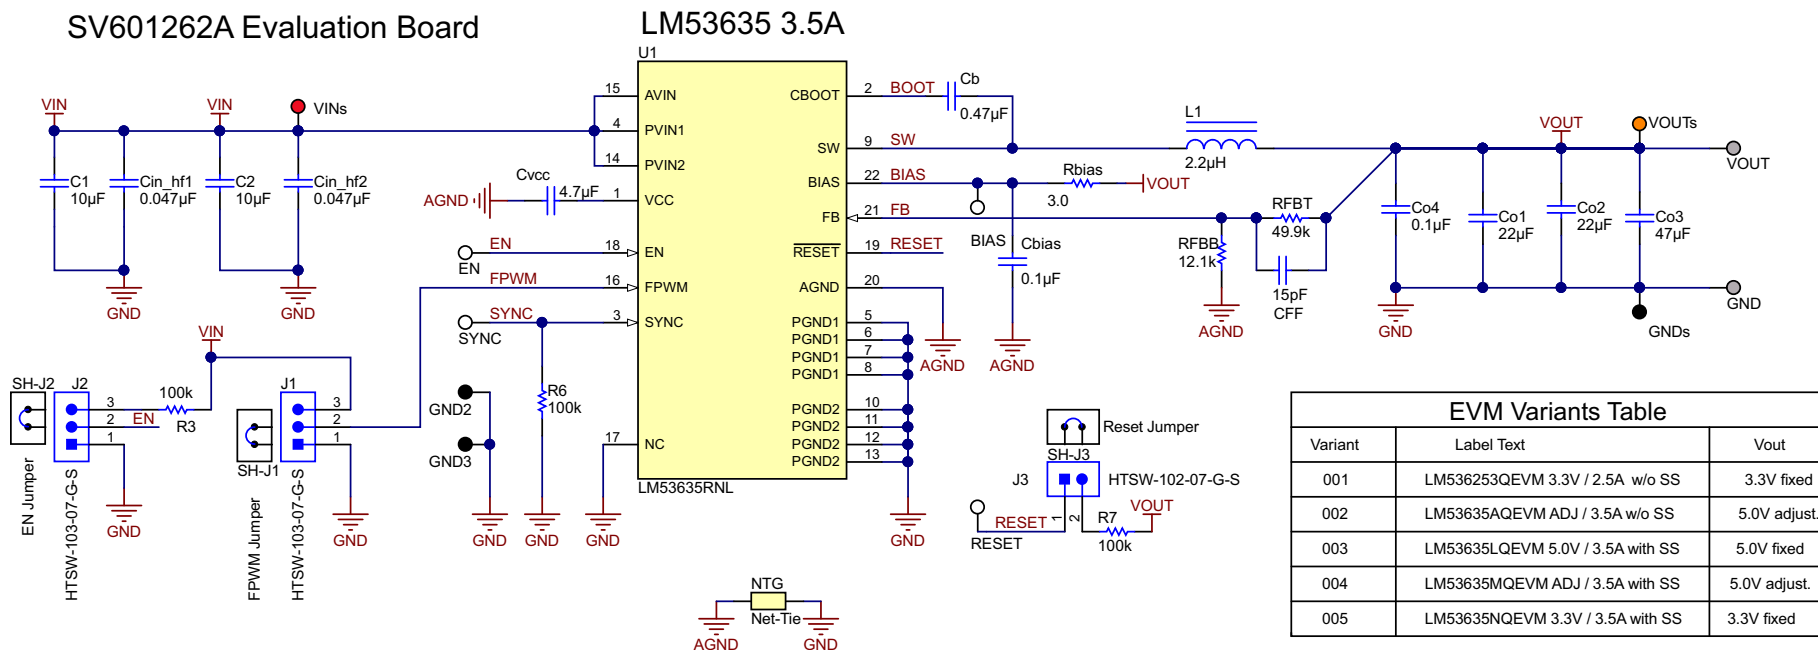 SV601262A Evaluation Board
LM53635 3.5A
U1
VIN
VIN
VINs
C1
10µF
Cin_hf1
0.047µF
C2
10µF
Cin_hf2
0.047µF
GND
GND
15
AVIN
4
PVIN1
14
PVIN2
AGND
Cvcc
4.7µF
1
VCC
EN
EN
18
EN
FPWM
16
FPWM
SYNC
SYNC
3
SYNC
17
NC
LM53635RNL
CBOOT
2
BOOT
Cb
0.47µF
SW
9
SW
L1
2.2µH
BIAS
22
BIAS
Rbias
3.0
VOUT
FB
21
FB
BIAS
Cbias
0.1µF
RFBT
49.9k
RFBB
12.1k
15pF
CFF
AGND
RESET
19
RESET
AGND
20
AGND
AGND
PGND1
5
PGND1
6
PGND1
7
PGND1
8
PGND2
10
PGND2
11
PGND2
12
PGND2
13
GND
VOUT
VOUTs
VOUT
Co4
0.1µF
Co1
22µF
Co2
22µF
Co3
47µF
GND
GND
GNDs
VIN
SH-J2
J2
100k
R3
3
2
1
EN
GND
EN Jumper
HTSW-103-07-G-S
J1
SH-J1
3
2
1
GND
FPWM Jumper
HTSW-103-07-G-S
GND2
GND3
GND
R6
100k
GND
GND
Reset Jumper
SH-J3
J3
HTSW-102-07-G-S
RESET
RESET
1
2
R7
100k
VOUT
NTG
Net-Tie
AGND
GND
EVM Variants Table
Variant Label Text Vout
001 LM536253QEVM 3.3V / 2.5A w/o SS 3.3V fixed
002 LM53635AQEVM ADJ / 3.5A w/o SS 5.0V adjust.
003 LM53635LQEVM 5.0V / 3.5A with SS 5.0V fixed
004 LM53635MQEVM ADJ / 3.5A with SS 5.0V adjust.
005 LM53635NQEVM 3.3V / 3.5A with SS 3.3V fixed